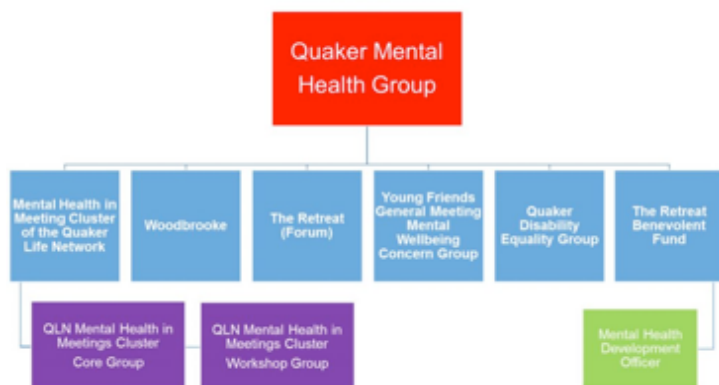 Quaker Mental
Health Group
Mental Health in
Meeting Cluster
of the Quaker
Life Network
Woodbrooke
The Retreat
(Forum)
Young Friends
General Meeting
Mental
Wellbeing
Concern Group
Quaker
Disability
Equality Group
The Retreat
Benevolent
Fund
QLN Mental Health in
Meetings Cluster
Core Group
QLN Mental Health in
Meetings Cluster
Workshop Group
Mental Health
Development
Officer